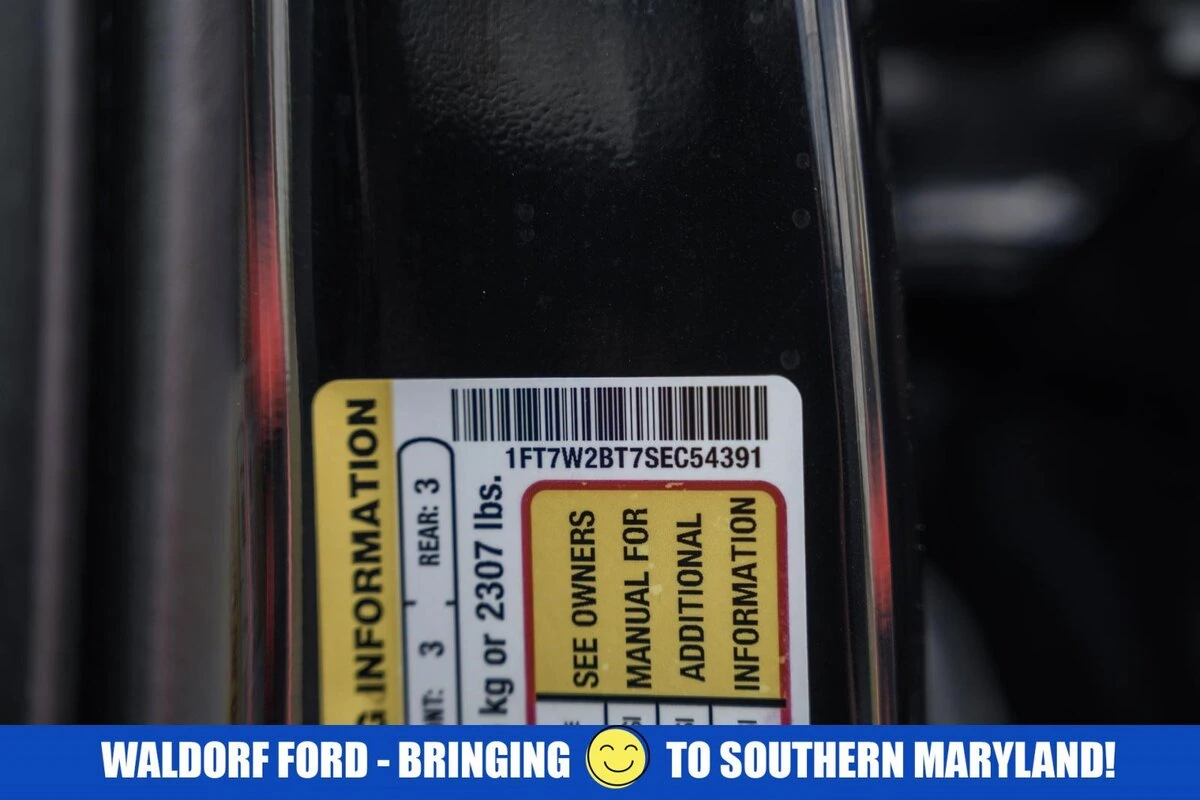 1FT7W2BT7SEC54391
INFORMATION
REAR: 3
3
kg or 2307 lbs.
SEE OWNERS
MANUAL FOR
ADDITIONAL
INFORMATION
WALDORF FORD - BRINGING TO SOUTHERN MARYLAND!